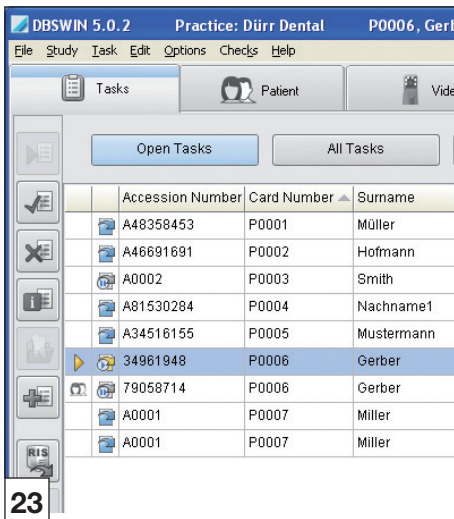 DBSWIN 5.0.2 Practice: Dürr Dental P0006, Ger
File Study Task Edit Options Checks Help
Tasks Patient Vide
Open Tasks All Tasks
Accession Number Card Number Surname
A48358453 P0001 Müller
A46691691 P0002 Hofmann
A0002 P0003 Smith
A81530284 P0004 Nachname1
A34516155 P0005 Mustermann
34961948 P0006 Gerber
79058714 P0006 Gerber
A0001 P0007 Miller
A0001 P0007 Miller
RIS
23